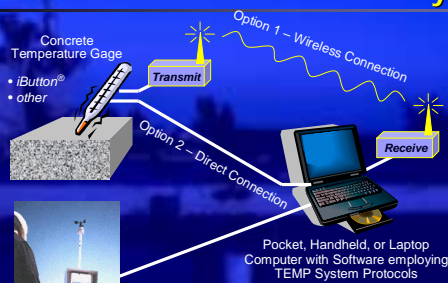 Concrete
Temperature Gage
• iButton®
• other
Transmit
Option 1 – Wireless Connection
Receive
Option 2 – Direct Connection
Pocket, Handheld, or Laptop
Computer with Software employing
TEMP System Protocols